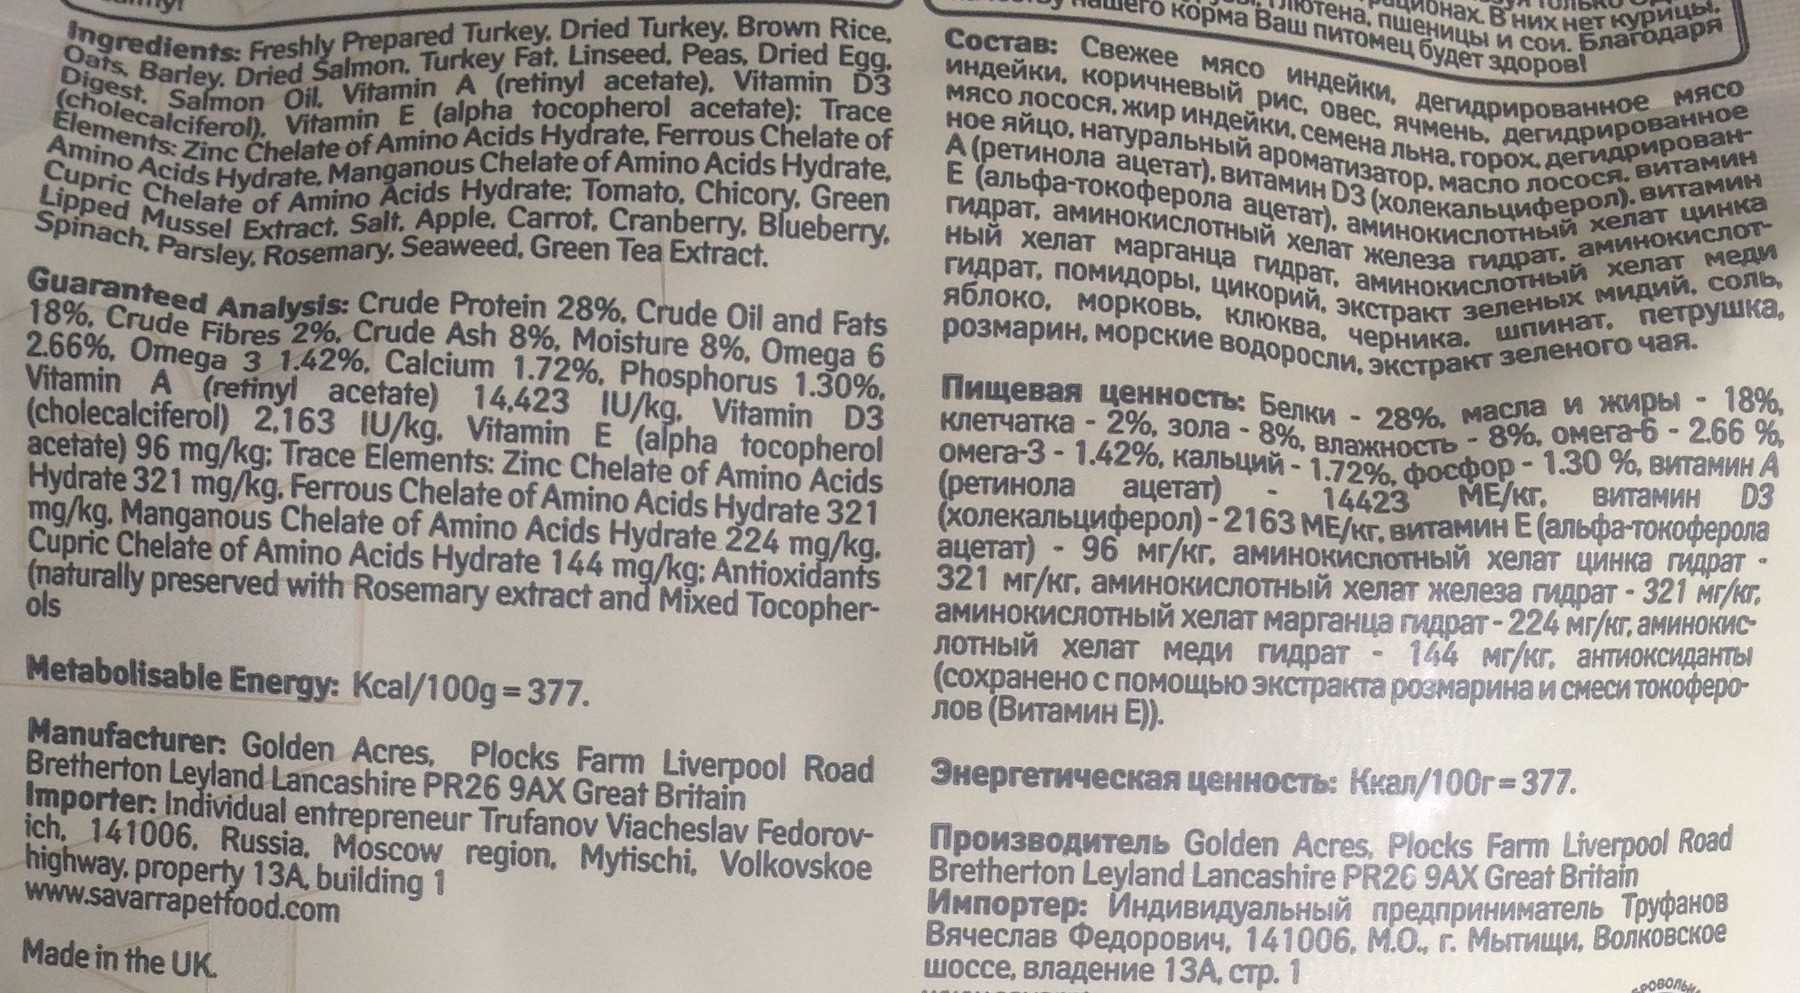 Ingredients: Freshly Prepared Turkey, Dried Turkey, Brown Rice,
Oats, Barley, Dried Salmon, Turkey Fat, Linseed, Peas, Dried Egg,
Digest, Salmon Oil, Vitamin A (retinyl acetate), Vitamin D3
(cholecalciferol), Vitamin E (alpha tocopherol acetate); Trace
Elements: Zinc Chelate of Amino Acids Hydrate, Ferrous Chelate of
Amino Acids Hydrate, Manganous Chelate of Amino Acids Hydrate,
Cupric Chelate of Amino Acids Hydrate; Tomato, Chicory, Green
Lipped Mussel Extract, Salt, Apple, Carrot, Cranberry, Blueberry,
Spinach, Parsley, Rosemary, Seaweed, Green Tea Extract.
Guaranteed Analysis: Crude Protein 28%, Crude Oil and Fats
18%, Crude Fibres 2%, Crude Ash 8%, Moisture 8%, Omega 6
2.66%, Omega 3 1.42%, Calcium 1.72%, Phosphorus 1.30%,
Vitamin A (retinyl acetate) 14,423 IU/kg, Vitamin D3
(cholecalciferol) 2,163 IU/kg, Vitamin E (alpha tocopherol
acetate) 96 mg/kg; Trace Elements: Zinc Chelate of Amino Acids
Hydrate 321 mg/kg, Ferrous Chelate of Amino Acids Hydrate 321
mg/kg, Manganous Chelate of Amino Acids Hydrate 224 mg/kg,
Cupric Chelate of Amino Acids Hydrate 144 mg/kg; Antioxidants
(naturally preserved with Rosemary extract and Mixed Tocopher-
ols
Metabolisable Energy: Kcal/100g = 377.
Manufacturer: Golden Acres, Plocks Farm Liverpool Road
Bretherton Leyland Lancashire PR26 9AX Great Britain
Importer: Individual entrepreneur Trufanov Viacheslav Fedorov-
ich, 141006, Russia, Moscow region, Mytischi, Volkovskoe
highway, property 13A, building 1
www.savarrapetfood.com
Made in the UK.
В них нет курицы,
пшеницы и сои. Благодаря
нашего корма Ваш питомец будет здоров!
Состав: Свежее мясо индейки, дегидрированное мясо
индейки, коричневый рис, овес, ячмень, дегидрированное
мясо лосося, жир индейки, семена льна, горох, дегидрирован-
ное яйцо, натуральный ароматизатор, масло лосося, витамин
А (ретинола ацетат), витамин D3 (холекальциферол), витамин
Е (альфа-токоферола ацетат), аминокислотный хелат цинка
гидрат, аминокислотный хелат железа гидрат, аминокислот-
ный хелат марганца гидрат, аминокислотный хелат меди
гидрат, помидоры, цикорий, экстракт зеленых мидий, соль,
яблоко, морковь, клюква, черника, шпинат, петрушка,
розмарин, морские водоросли, экстракт зеленого чая.
Пищевая ценность: Белки - 28%, масла и жиры - 18%,
клетчатка - 2%, зола - 8%, влажность - 8%, омега-6 - 2.66 %,
омега-3 - 1.42%, кальций - 1.72%, фосфор - 1.30 %, витамин А
(ретинола ацетат) - 14423 МЕ/кг, витамин D3
(холекальциферол) - 2163 МЕ/кг, витамин Е (альфа-токоферола
ацетат) - 96 мг/кг, аминокислотный хелат цинка гидрат -
321 мг/кг, аминокислотный хелат железа гидрат - 321 мг/кг,
аминокислотный хелат марганца гидрат - 224 мг/кг, аминокис-
лотный хелат меди гидрат - 144 мг/кг, антиоксиданты
(сохранено с помощью экстракта розмарина и смеси токоферо-
лов (Витамин Е)).
Энергетическая ценность: Ккал/100г = 377.
Производитель Golden Acres, Plocks Farm Liverpool Road
Bretherton Leyland Lancashire PR26 9AX Great Britain
Импортер: Индивидуальный предприниматель Труфанов
Вячеслав Федорович, 141006, М.О., г. Мытищи, Волковское
шоссе, владение 13А, стр. 1